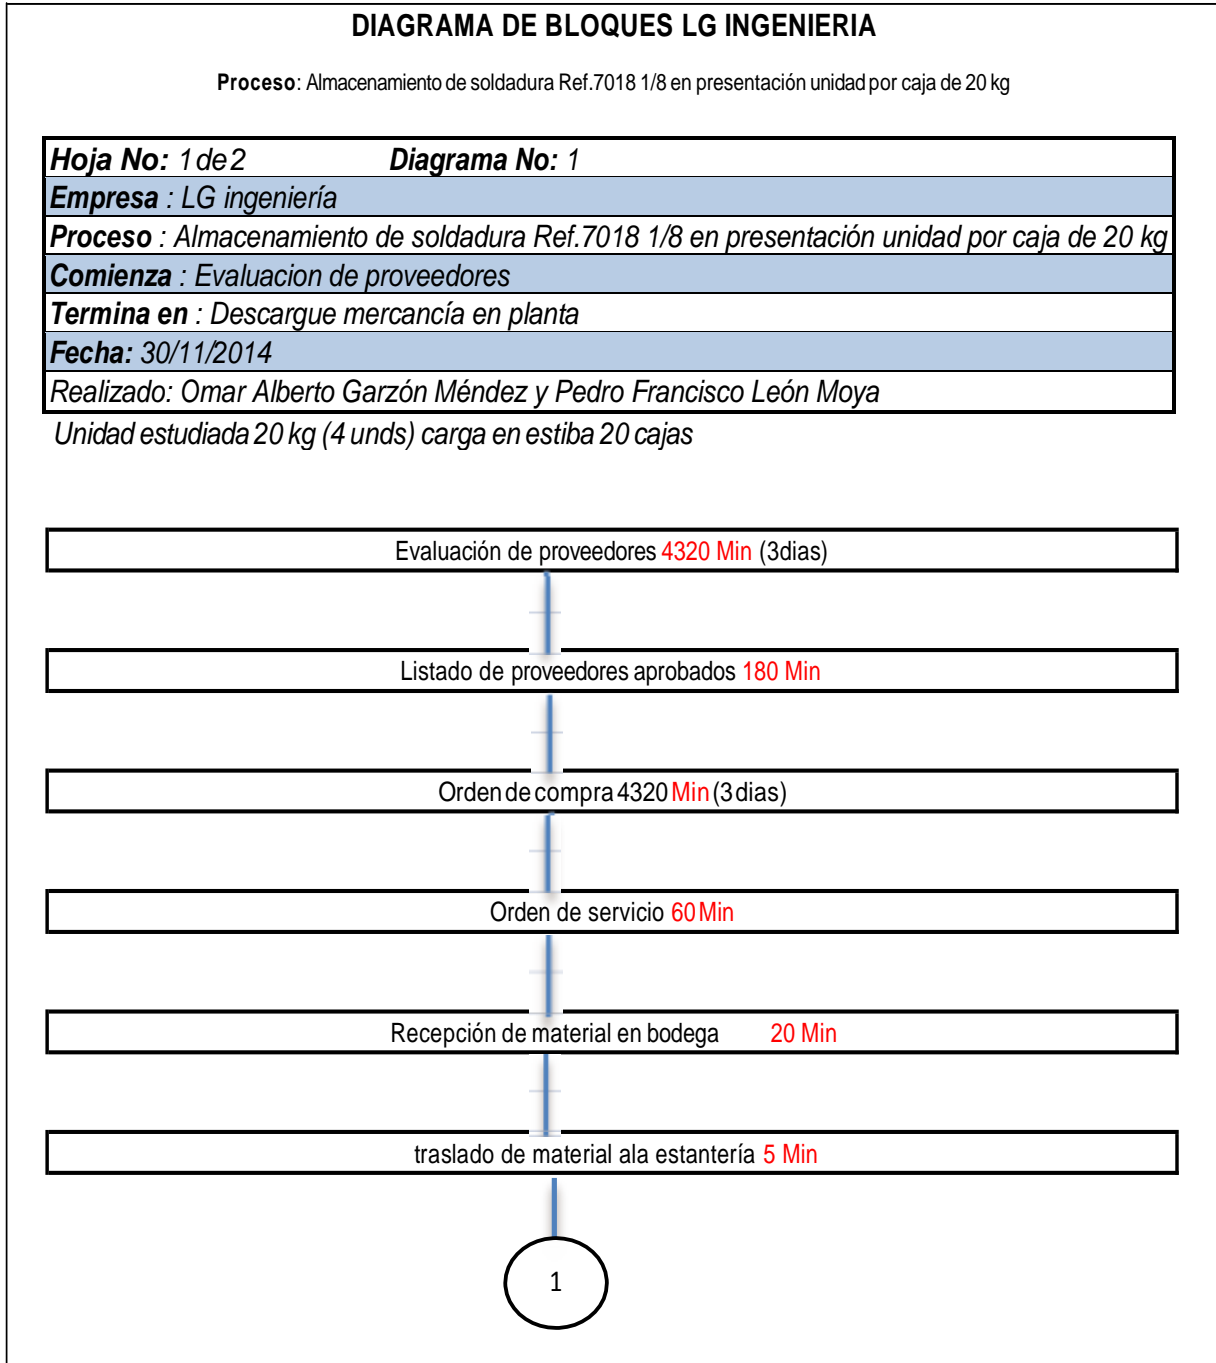 DIAGRAMA DE BLOQUES LG INGENIERIA
Proceso: Almacenamiento de soldadura Ref.7018 1/8 en presentación unidad por caja de 20 kg
Hoja No: 1 de 2 Diagrama No: 1
Empresa : LG ingeniería
Proceso : Almacenamiento de soldadura Ref.7018 1/8 en presentación unidad por caja de 20 kg
Comienza : Evaluacion de proveedores
Termina en : Descargue mercancía en planta
Fecha: 30/11/2014
Realizado: Omar Alberto Garzón Méndez y Pedro Francisco León Moya
Unidad estudiada 20 kg (4 unds) carga en estiba 20 cajas
Evaluación de proveedores 4320 Min (3dias)
Listado de proveedores aprobados 180 Min
Orden de compra 4320 Min (3 dias)
Orden de servicio 60 Min
Recepción de material en bodega 20 Min
traslado de material ala estantería 5 Min
1